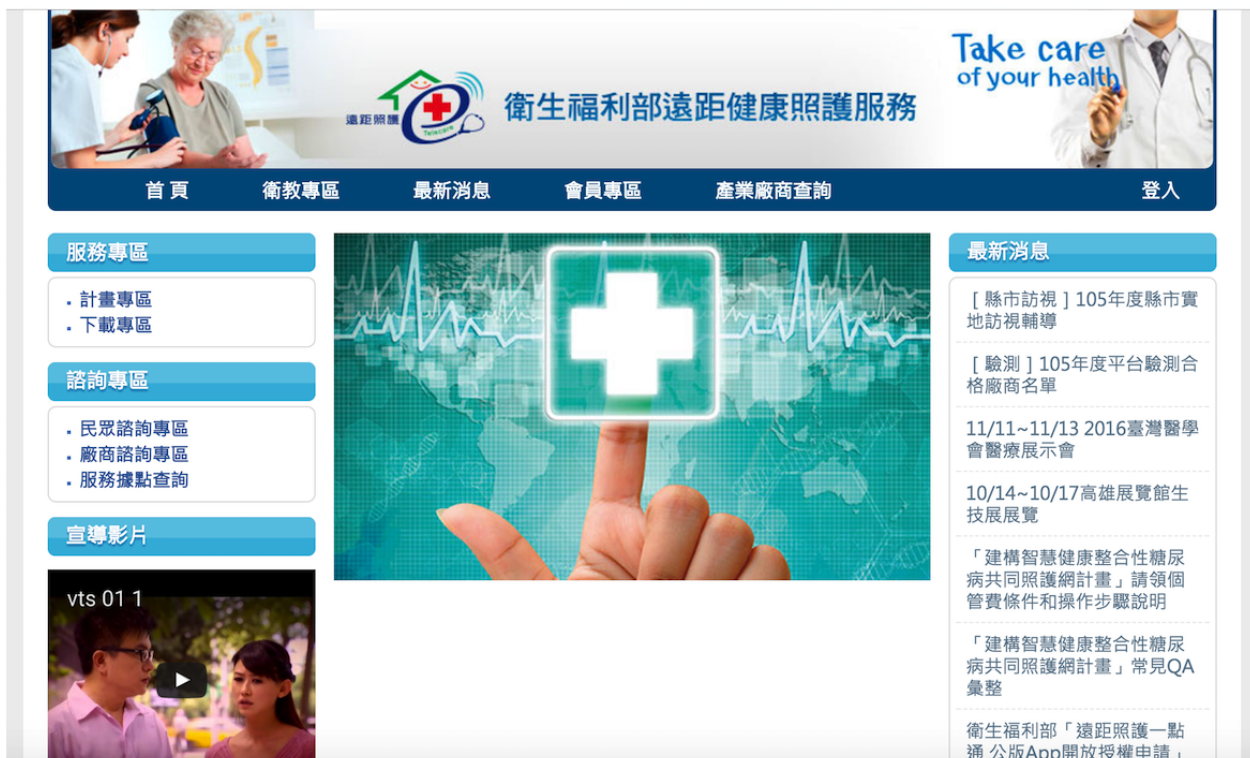 Take care
of your health
遠距照護
Telecare
衛生福利部遠距健康照護服務
首頁
衛教專區
最新消息
會員專區
產業廠商查詢
登入
服務專區
計畫專區
下載專區
諮詢專區
民眾諮詢專區
廠商諮詢專區
服務據點查詢
宣導影片
vts 01 1
最新消息
[ 縣市訪視 ] 105年度縣市實
地訪視輔導
[ 驗測 ] 105年度平台驗測合
格廠商名單
11/11~11/13 2016臺灣醫學
會醫療展示會
10/14~10/17高雄展覽館生
技展展覽
「建構智慧健康整合性糖尿
病共同照護網計畫」請領個
管費條件和操作步驟說明
「建構智慧健康整合性糖尿
病共同照護網計畫」常見QA
彙整
衛生福利部「遠距照護一點
通 公版App開放授權申請」